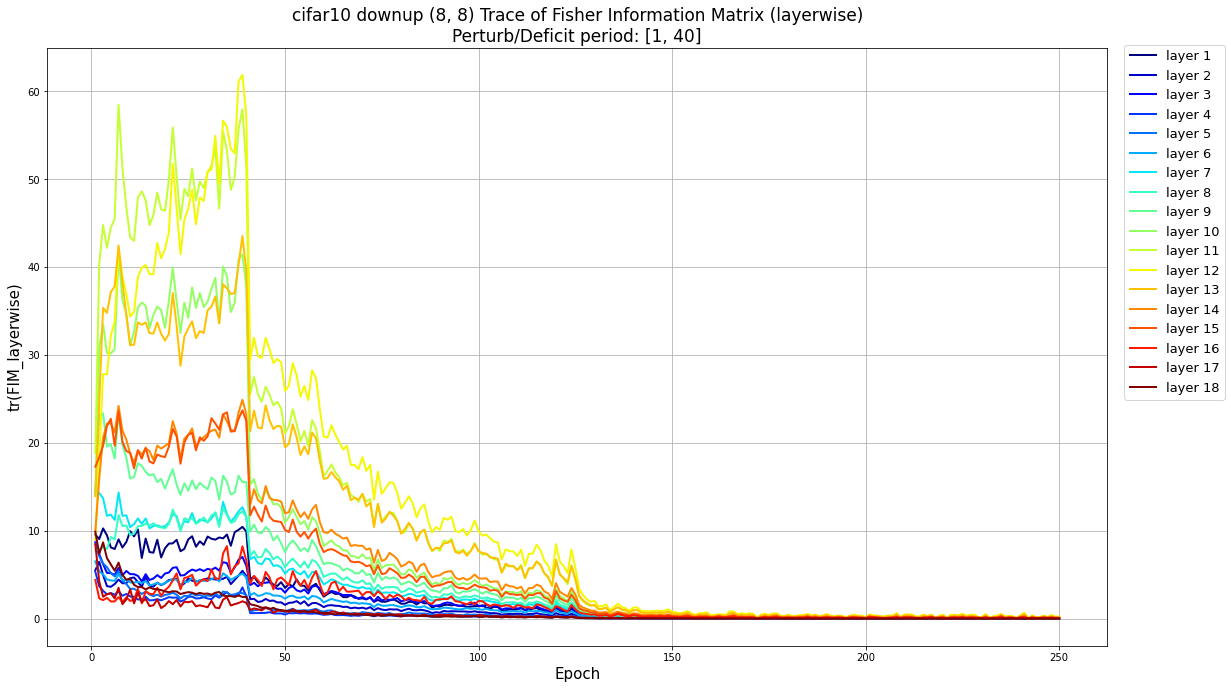 cifar10 downup (8, 8) Trace of Fisher Information Matrix (layerwise)
Perturb/Deficit period: [1, 40]
tr(FIM_layerwise)
60
50
40
30
20
10
0
0
50
100
150
200
250
Epoch
layer 1
layer 2
layer 3
layer 4
layer 5
layer 6
layer 7
layer 8
layer 9
layer 10
layer 11
layer 12
layer 13
layer 14
layer 15
layer 16
layer 17
layer 18